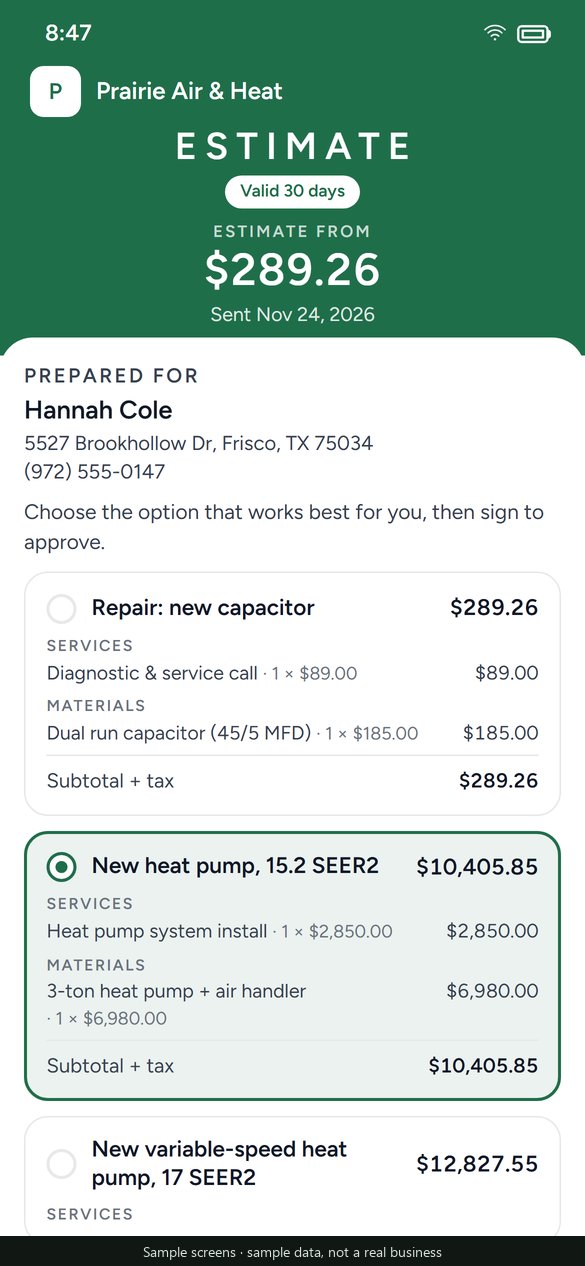 8:47
P
Prairie Air & Heat
ESTIMATE
Valid 30 days
ESTIMATE FROM
$289.26
Sent Nov 24, 2026
PREPARED FOR
Hannah Cole
5527 Brookhollow Dr, Frisco, TX 75034
(972) 555-0147
Choose the option that works best for you, then sign to
approve.
Repair: new capacitor $289.26
SERVICES
Diagnostic & service call · 1 × $89.00 $89.00
MATERIALS
Dual run capacitor (45/5 MFD) · 1 × $185.00 $185.00
Subtotal + tax $289.26
New heat pump, 15.2 SEER2 $10,405.85
SERVICES
Heat pump system install · 1 × $2,850.00 $2,850.00
MATERIALS
3-ton heat pump + air handler $6,980.00
· 1 × $6,980.00
Subtotal + tax $10,405.85
New variable-speed heat
pump, 17 SEER2 $12,827.55
SERVICES
Sample screens · sample data, not a real business